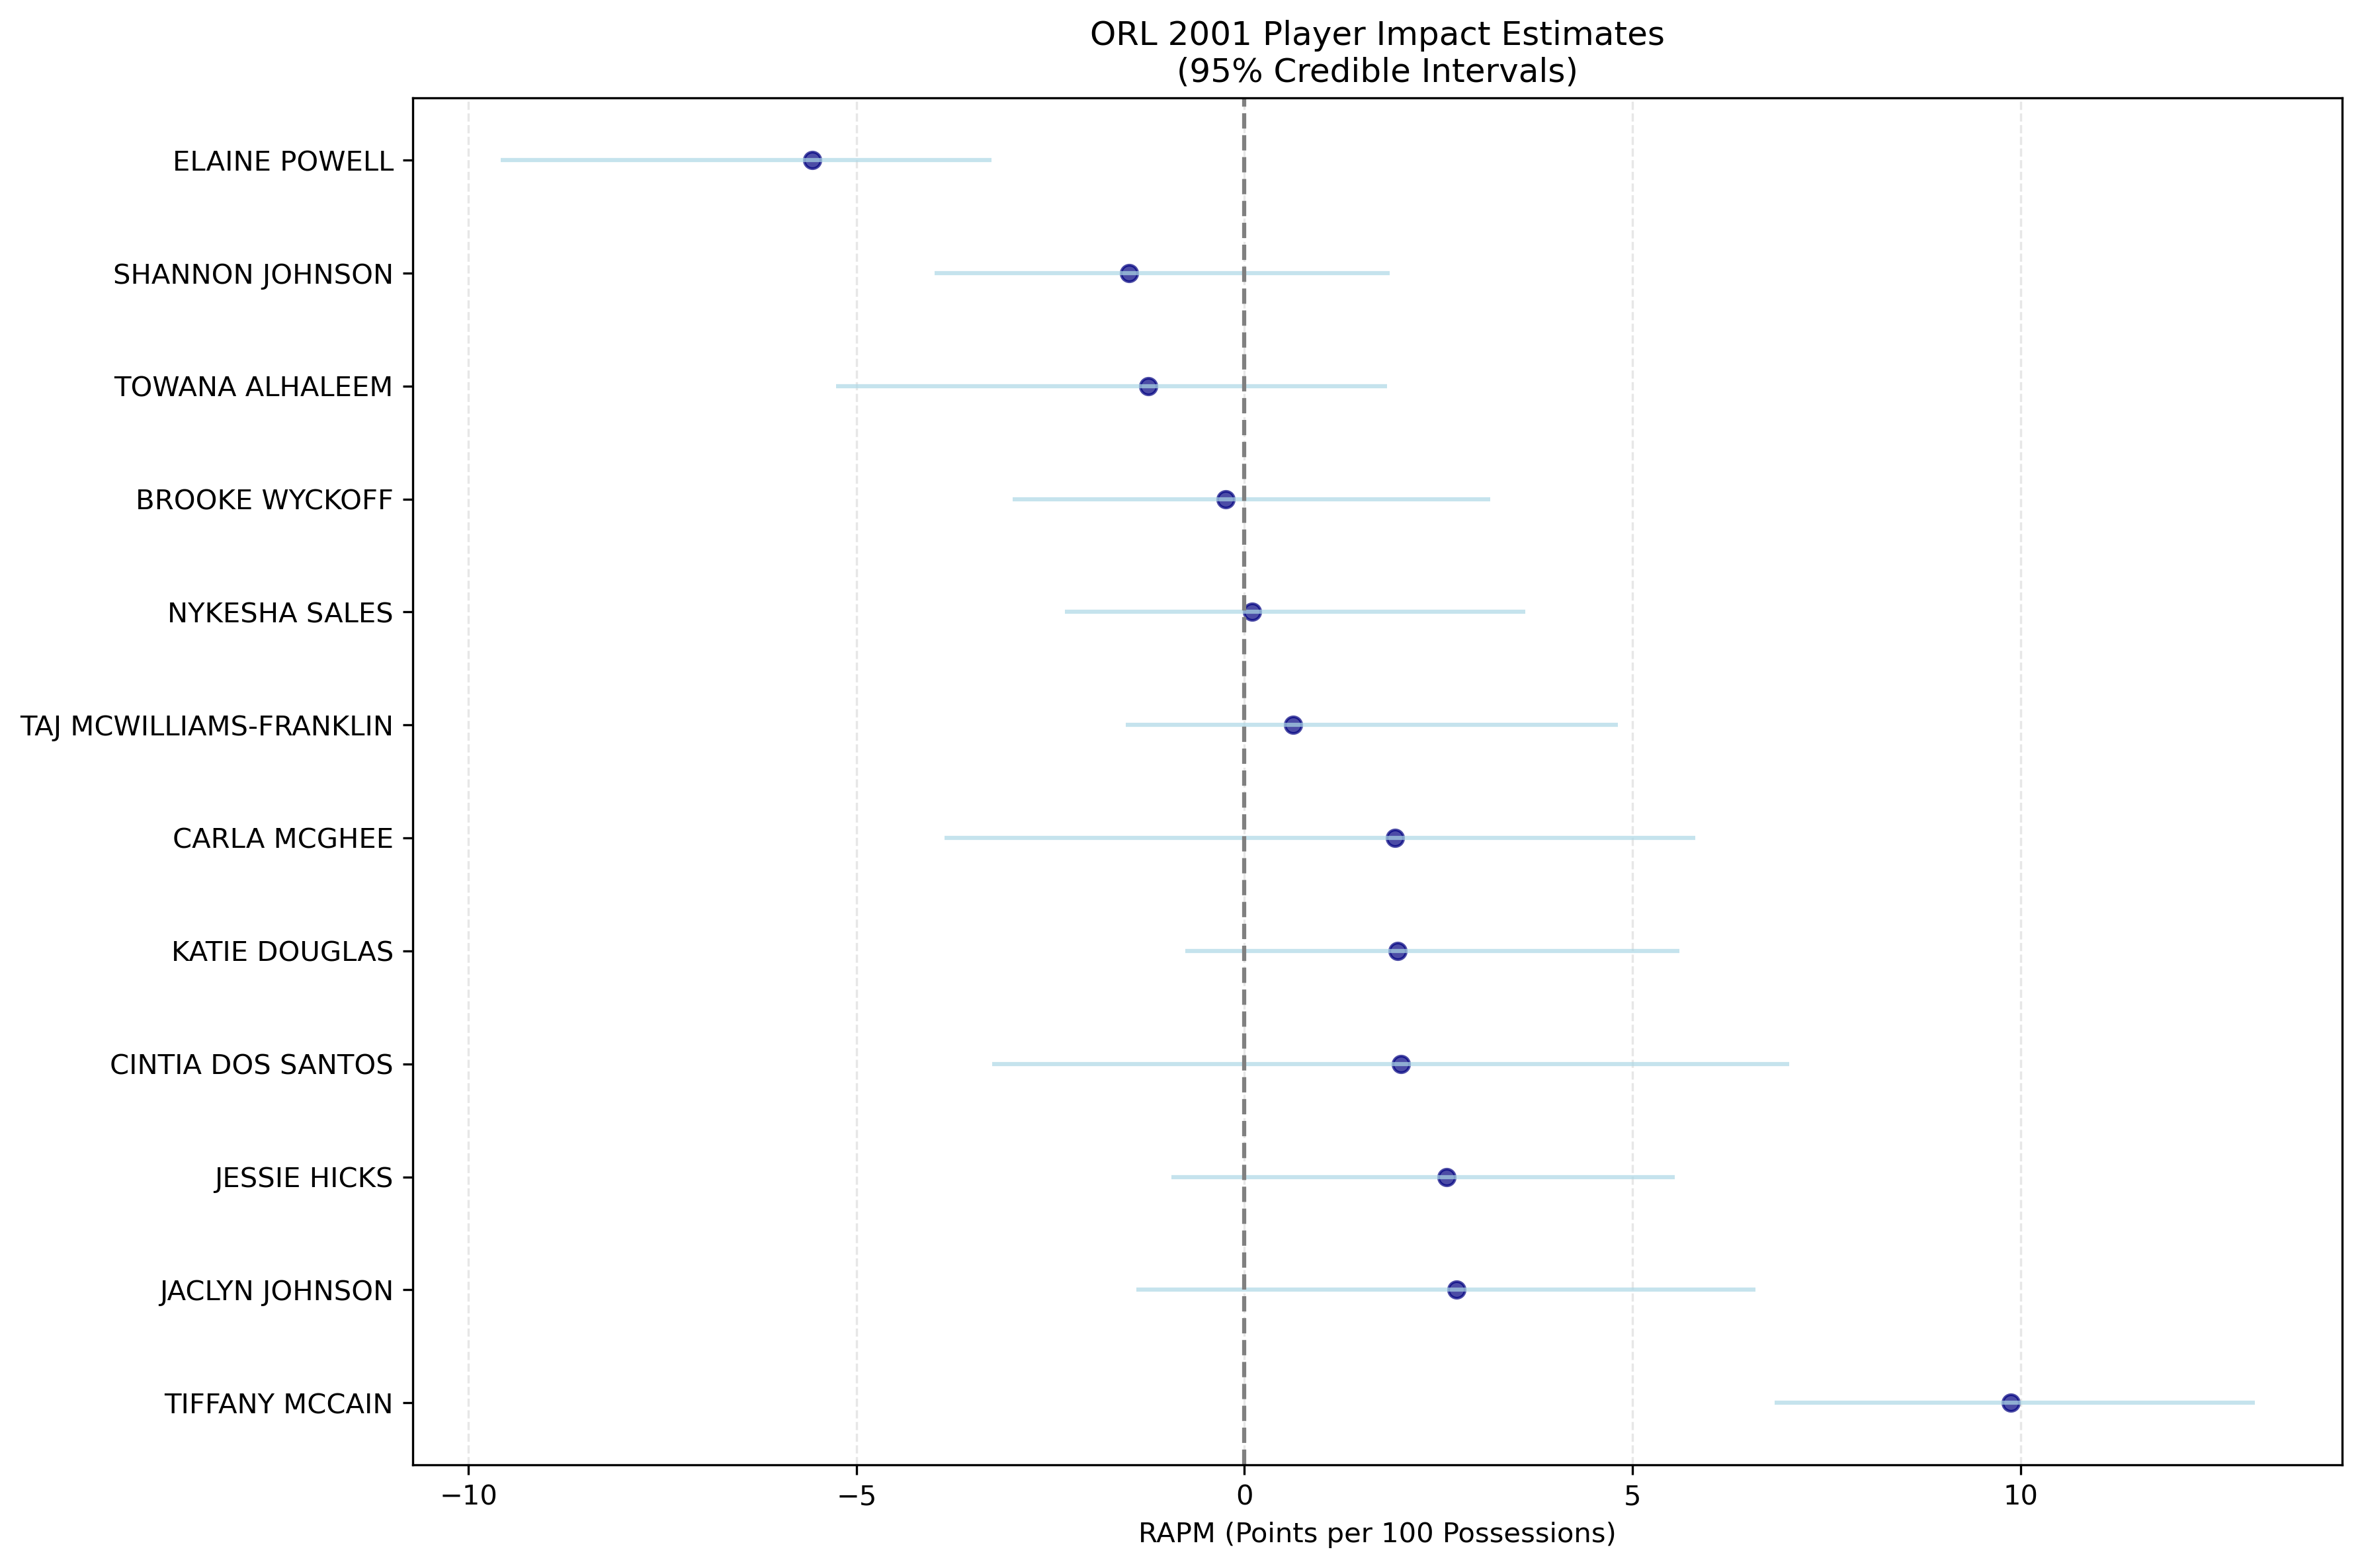 ORL 2001 Player Impact Estimates
(95% Credible Intervals)
ELAINE POWELL
SHANNON JOHNSON
TOWANA ALHALEEM
BROOKE WYCKOFF
NYKESHA SALES
TAJ MCWILLIAMS-FRANKLIN
CARLA MCGHEE
KATIE DOUGLAS
CINTIA DOS SANTOS
JESSIE HICKS
JACLYN JOHNSON
TIFFANY MCCAIN
−10 −5 0 5 10
RAPM (Points per 100 Possessions)